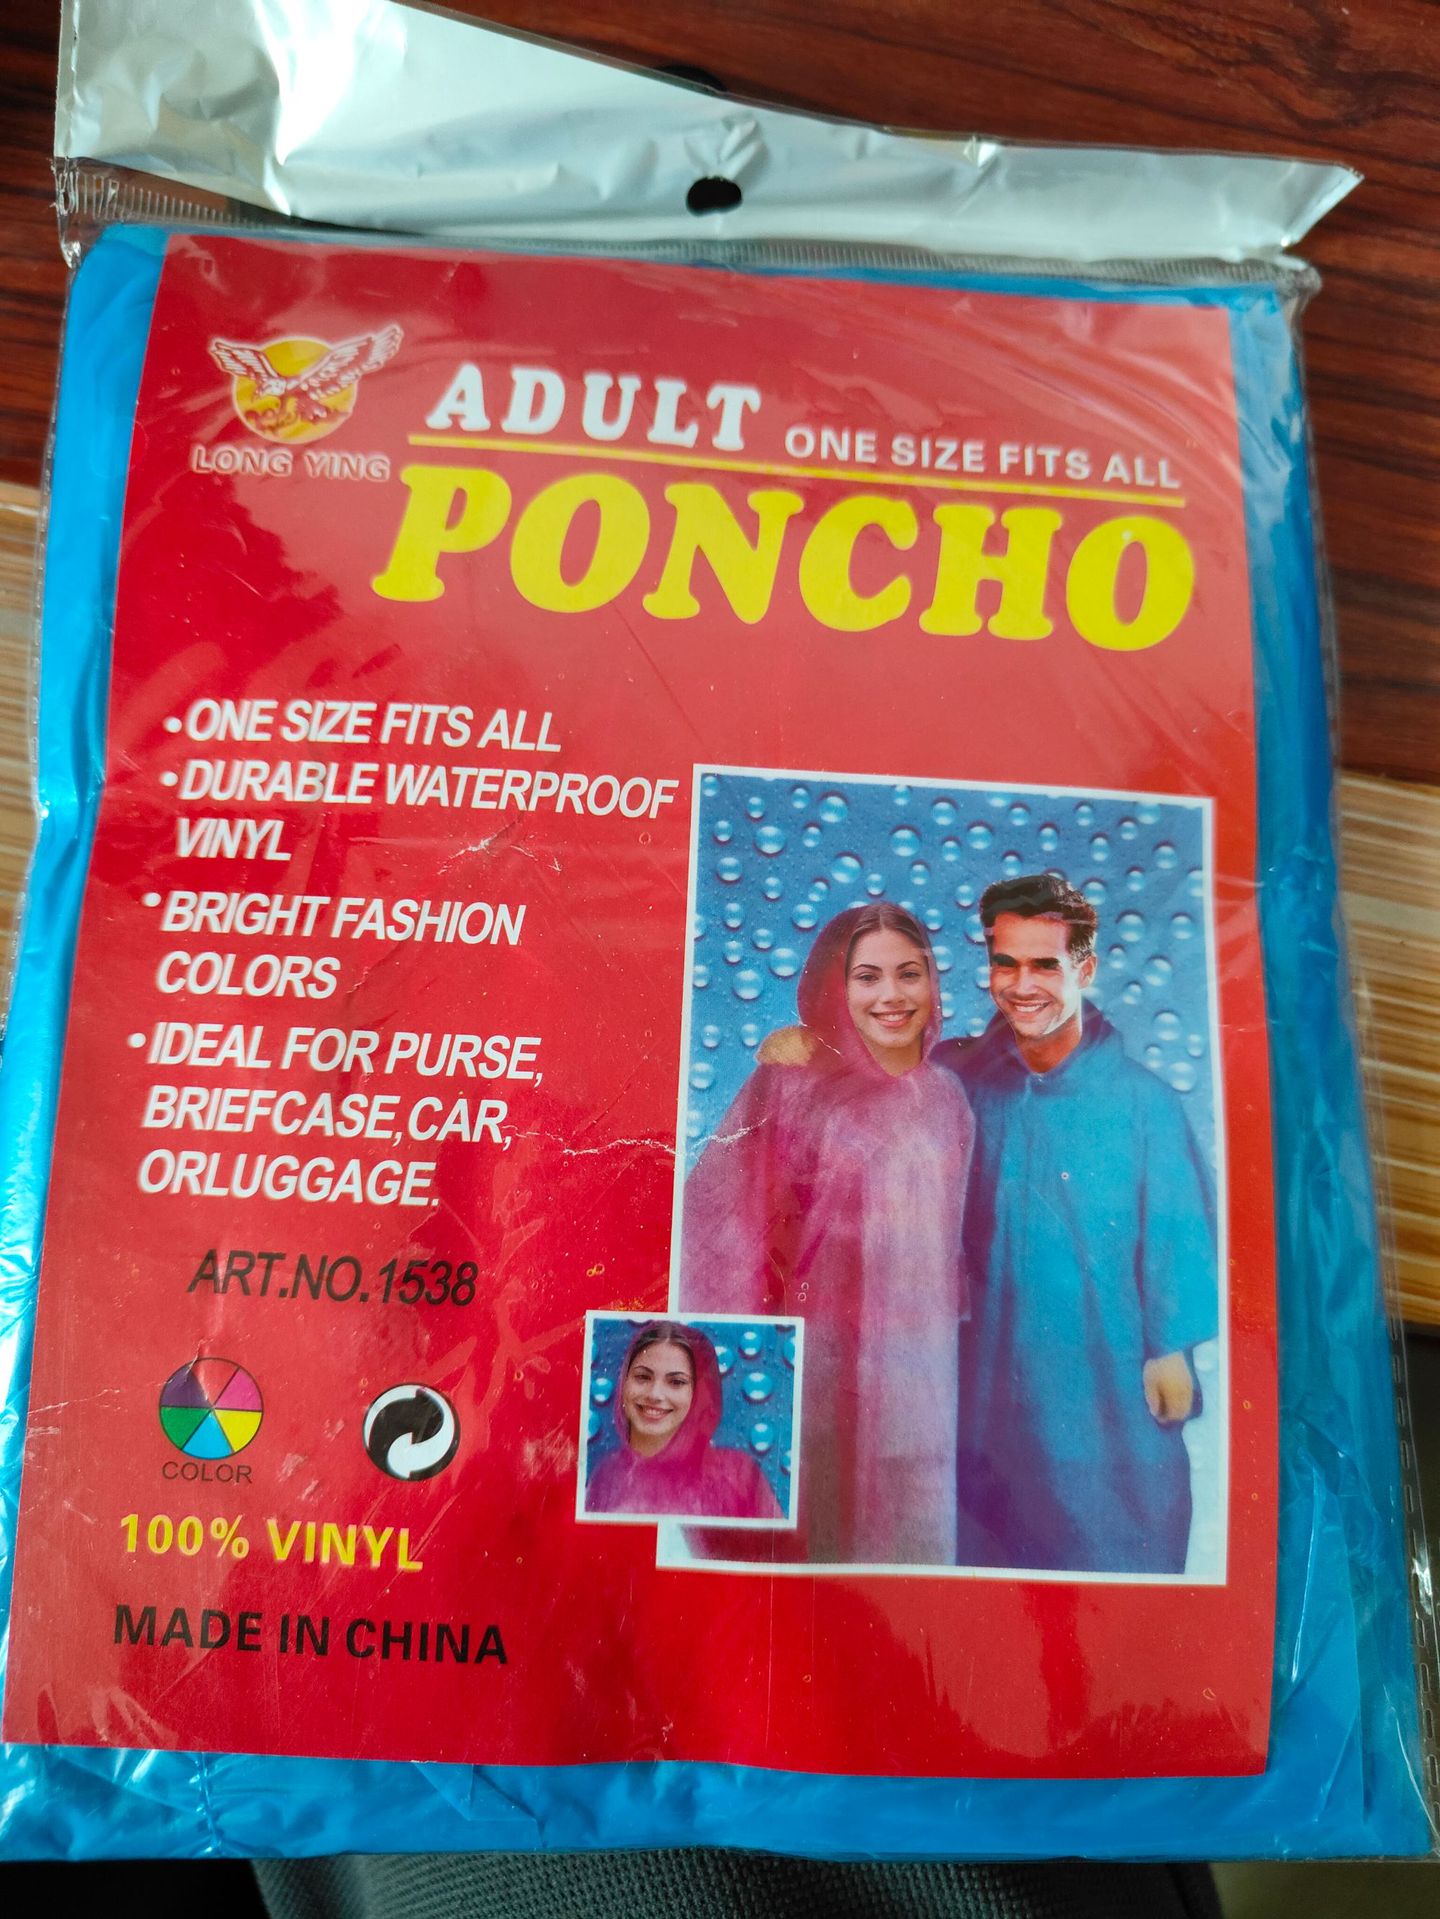 LONG YING
ADULT ONE SIZE FITS ALL
PONCHO
•ONE SIZE FITS ALL
•DURABLE WATERPROOF
VINYL
•BRIGHT FASHION
COLORS
•IDEAL FOR PURSE,
BRIEFCASE,CAR,
ORLUGGAGE.
ART.NO.1538
COLOR
100% VINYL
MADE IN CHINA